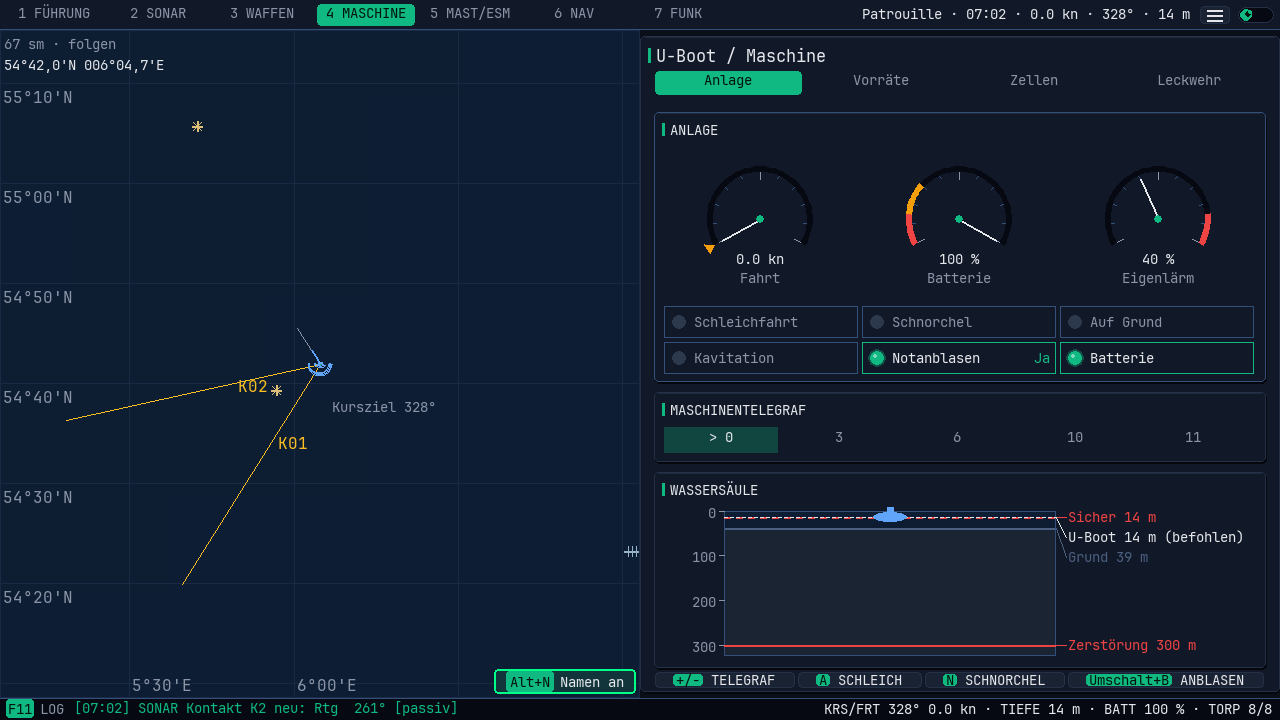 1 FÜHRUNG 2 SONAR 3 WAFFEN 4 MASCHINE 5 MAST/ESM 6 NAV 7 FUNK Patrouille · 07:02 · 0.0 kn · 328° · 14 m
67 sm · folgen
54°42,0'N 006°04,7'E
55°10'N
55°00'N
54°50'N
54°40'N
54°30'N
54°20'N
5°30'E 6°00'E
K02
K01
Kursziel 328°
Alt+N Namen an
U-Boot / Maschine
Anlage Vorräte Zellen Leckwehr
ANLAGE
0.0 kn 100 % 40 %
Fahrt Batterie Eigenlärm
Schleichfahrt Schnorchel Auf Grund
Kavitation Notanblasen Ja Batterie
MASCHINENTELEGRAF
> 0 3 6 10 11
WASSERSÄULE
0
100
200
300
Sicher 14 m
U-Boot 14 m (befohlen)
Grund 39 m
Zerstörung 300 m
+/- TELEGRAF A SCHLEICH N SCHNORCHEL Umschalt+B ANBLASEN
F11 LOG [07:02] SONAR Kontakt K2 neu: Rtg 261° [passiv] KRS/FRT 328° 0.0 kn · TIEFE 14 m · BATT 100 % · TORP 8/8